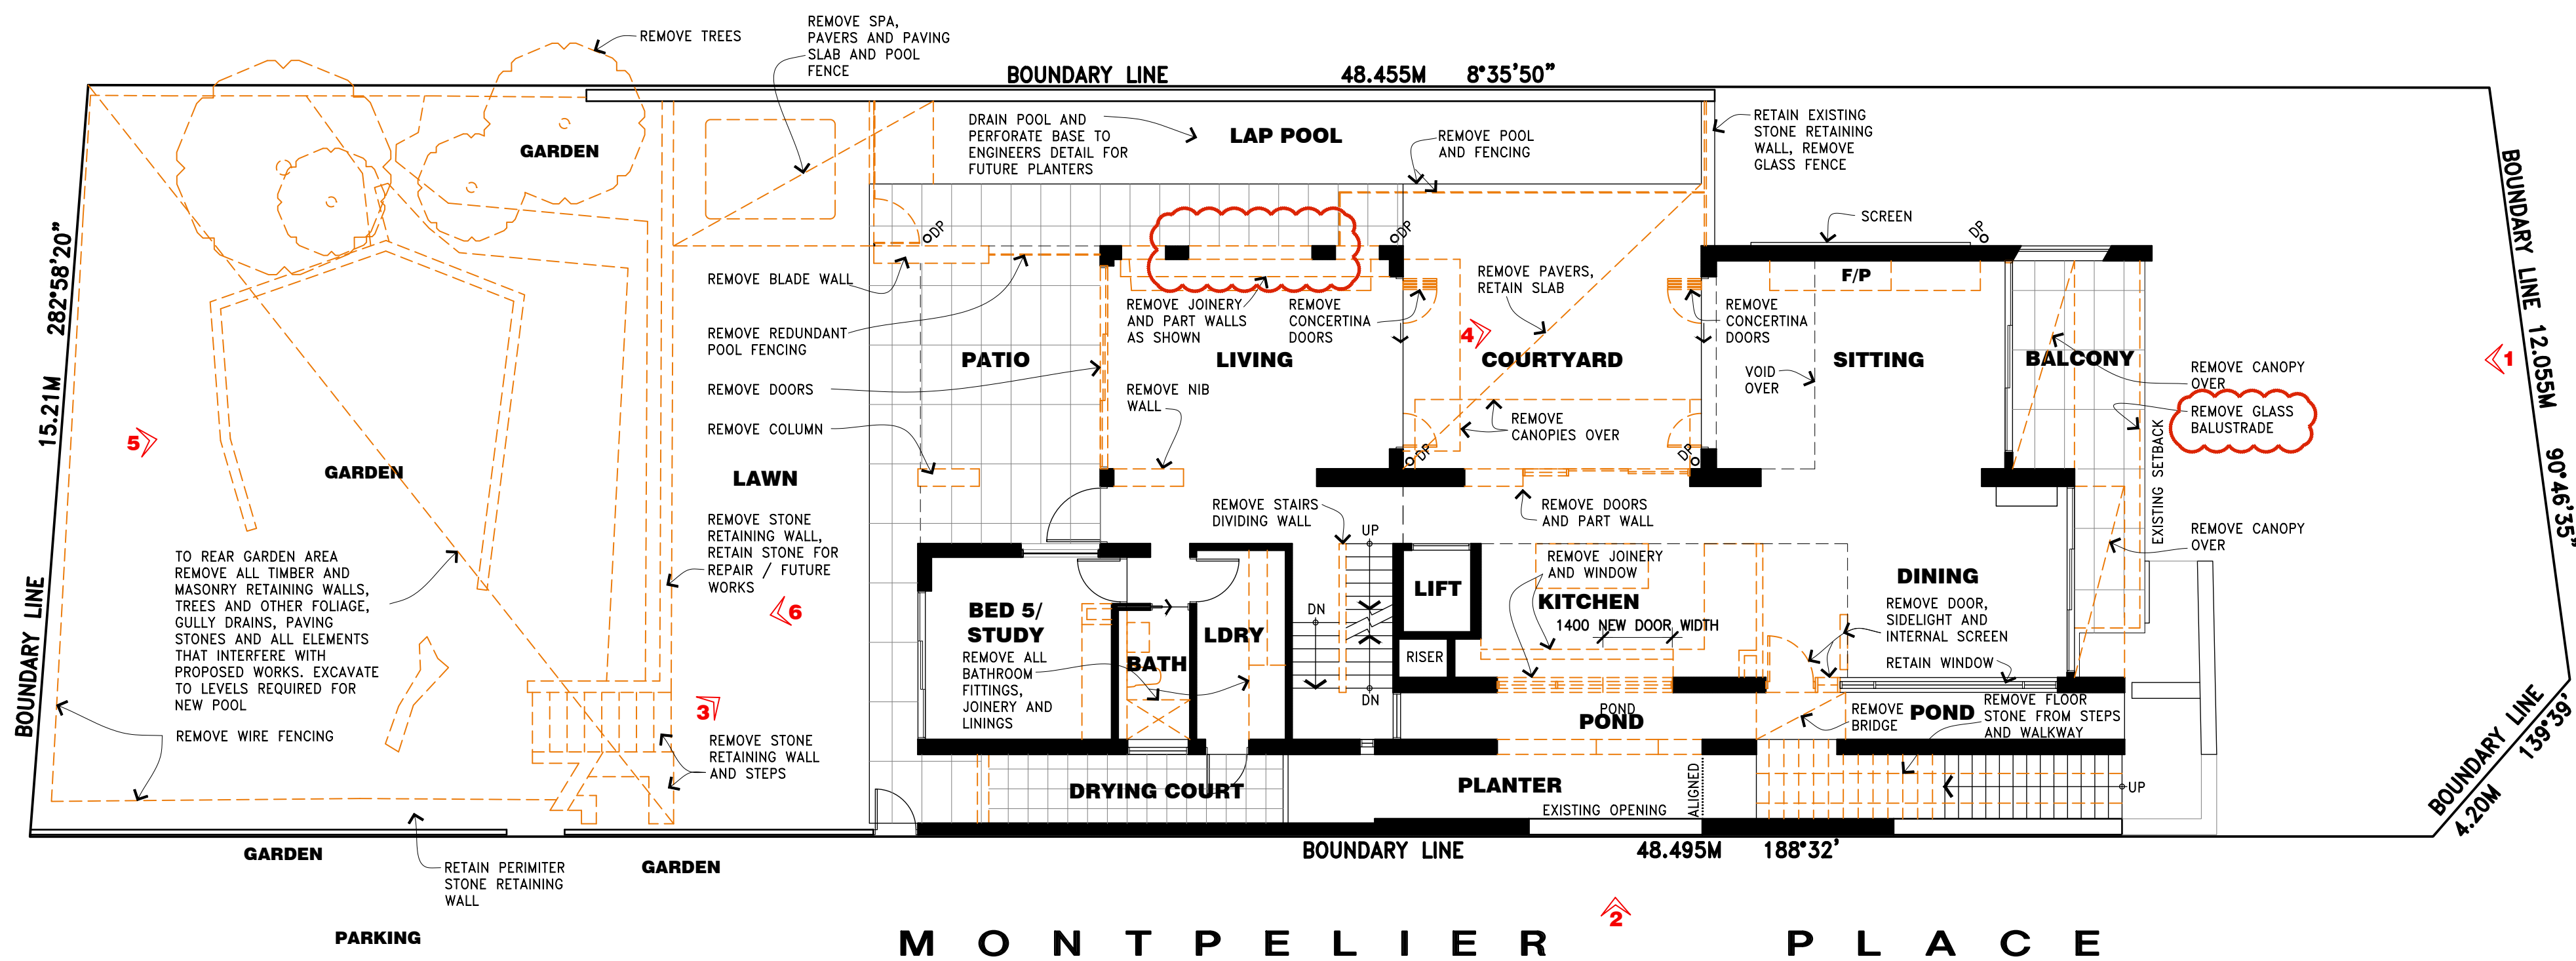 REMOVE SPA,
PAVERS AND PAVING
SLAB AND POOL
FENCE
REMOVE TREES
BOUNDARY LINE 48.455M 8°35'50"
GARDEN
DRAIN POOL AND
PERFORATE BASE TO
ENGINEERS DETAIL FOR
FUTURE PLANTERS
LAP POOL
REMOVE POOL
AND FENCING
RETAIN EXISTING
STONE RETAINING
WALL, REMOVE
GLASS FENCE
BOUNDARY LINE 12.055M 90°46'35"
SCREEN
DP
DP
DP
REMOVE BLADE WALL
REMOVE REDUNDANT
POOL FENCING
REMOVE DOORS
REMOVE COLUMN
PATIO
REMOVE JOINERY
AND PART WALLS
AS SHOWN
REMOVE
CONCERTINA
DOORS
LIVING
REMOVE NIB
WALL
REMOVE PAVERS,
RETAIN SLAB
4
COURTYARD
REMOVE
CANOPIES OVER
DP
DP
F/P
REMOVE
CONCERTINA
DOORS
SITTING
VOID
OVER
BALCONY
REMOVE CANOPY
OVER
REMOVE GLASS
BALUSTRADE
EXISTING SETBACK
REMOVE CANOPY
OVER
1
BOUNDARY LINE 15.21M 282°58'20"
5
GARDEN
LAWN
REMOVE STONE
RETAINING WALL,
RETAIN STONE FOR
REPAIR / FUTURE
WORKS
6
TO REAR GARDEN AREA
REMOVE ALL TIMBER AND
MASONRY RETAINING WALLS,
TREES AND OTHER FOLIAGE,
GULLY DRAINS, PAVING
STONES AND ALL ELEMENTS
THAT INTERFERE WITH
PROPOSED WORKS. EXCAVATE
TO LEVELS REQUIRED FOR
NEW POOL
REMOVE WIRE FENCING
3
REMOVE STONE
RETAINING WALL
AND STEPS
REMOVE STAIRS
DIVIDING WALL
UP
REMOVE DOORS
AND PART WALL
REMOVE JOINERY
AND WINDOW
BED 5/
STUDY
REMOVE ALL
BATHROOM
FITTINGS,
JOINERY AND
LININGS
BATH
LDRY
DN
DN
LIFT
RISER
KITCHEN
1400 NEW DOOR WIDTH
DINING
REMOVE DOOR,
SIDELIGHT AND
INTERNAL SCREEN
RETAIN WINDOW
POND
POND
REMOVE
BRIDGE
POND
REMOVE FLOOR
STONE FROM STEPS
AND WALKWAY
DRYING COURT
PLANTER
EXISTING OPENING
ALIGNED
UP
BOUNDARY LINE 4.20M 139°39'
BOUNDARY LINE 48.495M 188°32'
GARDEN
GARDEN
RETAIN PERIMITER
STONE RETAINING
WALL
2
PARKING
MONTPELIER PLACE